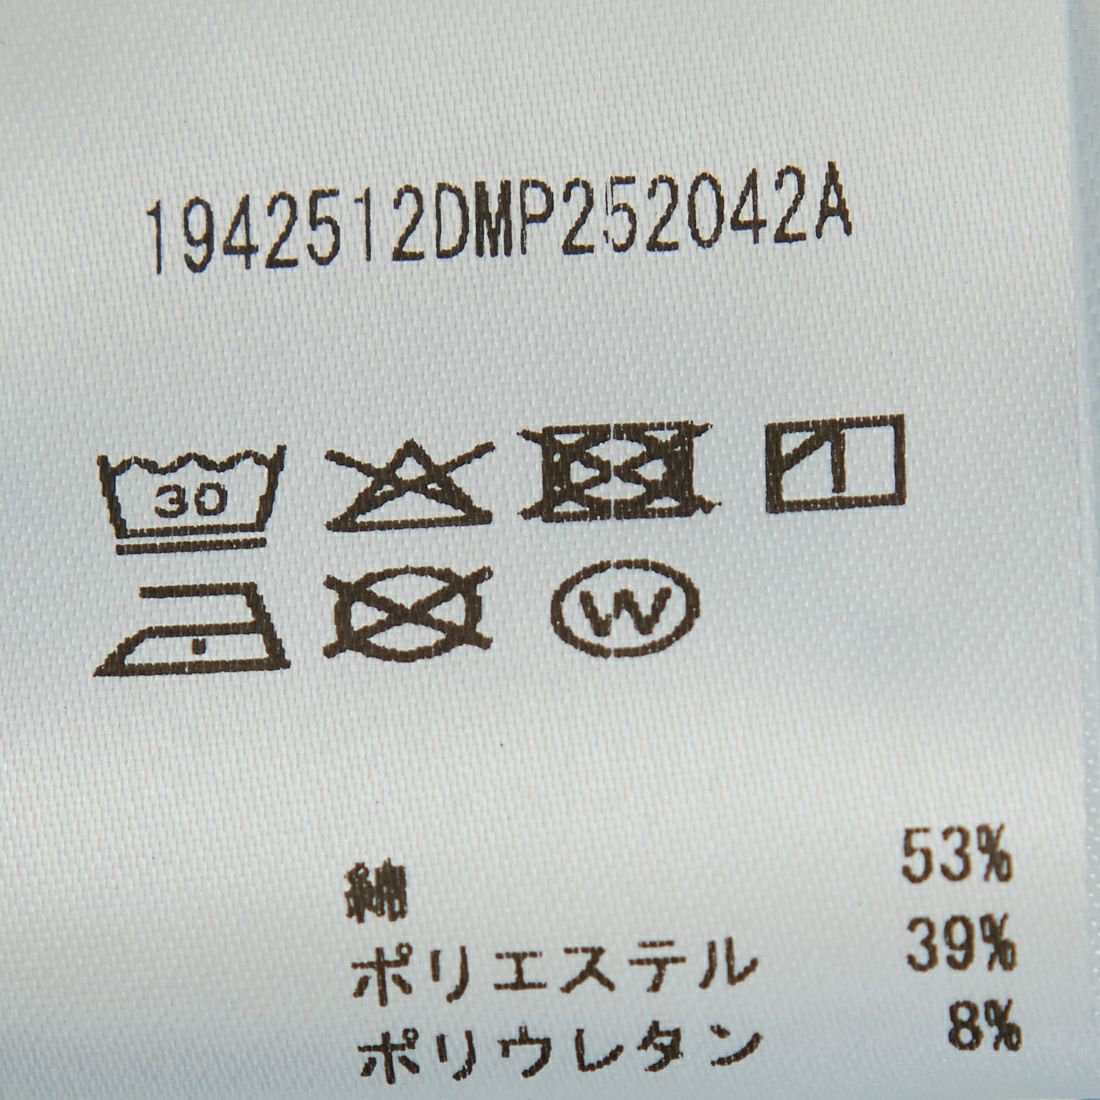 1942512DMP252042A
30
W
綿 53%
ポリエステル 39%
ポリウレタン 8%